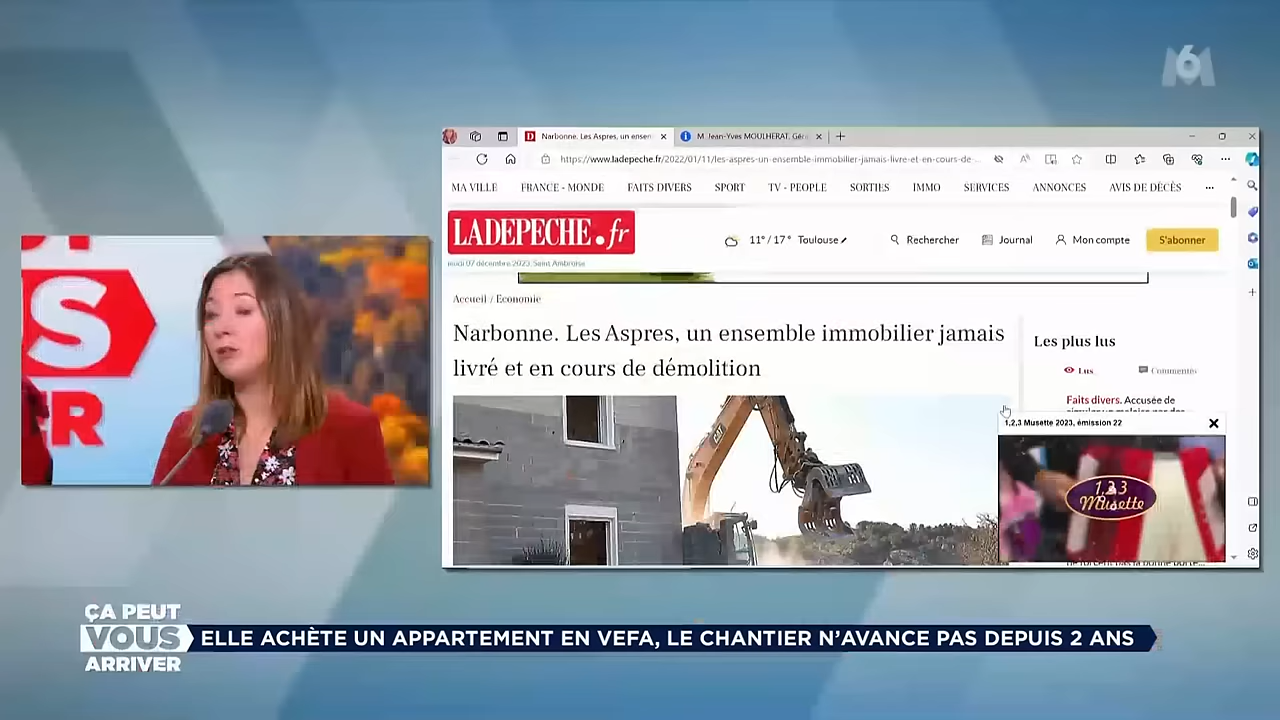 M6
Narbonne. Les Aspres, un ensem
M. Jean-Yves MOULHERAT, Gér
https://www.ladepeche.fr/2022/01/11/les-aspres-un-ensemble-immobilier-jamais-livre-et-en-cours-de-...
MA VILLE FRANCE - MONDE FAITS DIVERS SPORT TV - PEOPLE SORTIES IMMO SERVICES ANNONCES AVIS DE DÉCÈS ...
LADEPECHE.fr
11° / 17° Toulouse Rechercher Journal Mon compte S'abonner
jeudi 07 décembre 2023, Saint Ambroise
Accueil / Economie
Narbonne. Les Aspres, un ensemble immobilier jamais
livré et en cours de démolition
Les plus lus
Lus Commentés
Faits divers. Accusée de
1,2,3 Musette 2023, émission 22
1,2,3
Musette
S
ER
ÇA PEUT
VOUS
ARRIVER
ELLE ACHÈTE UN APPARTEMENT EN VEFA, LE CHANTIER N'AVANCE PAS DEPUIS 2 ANS